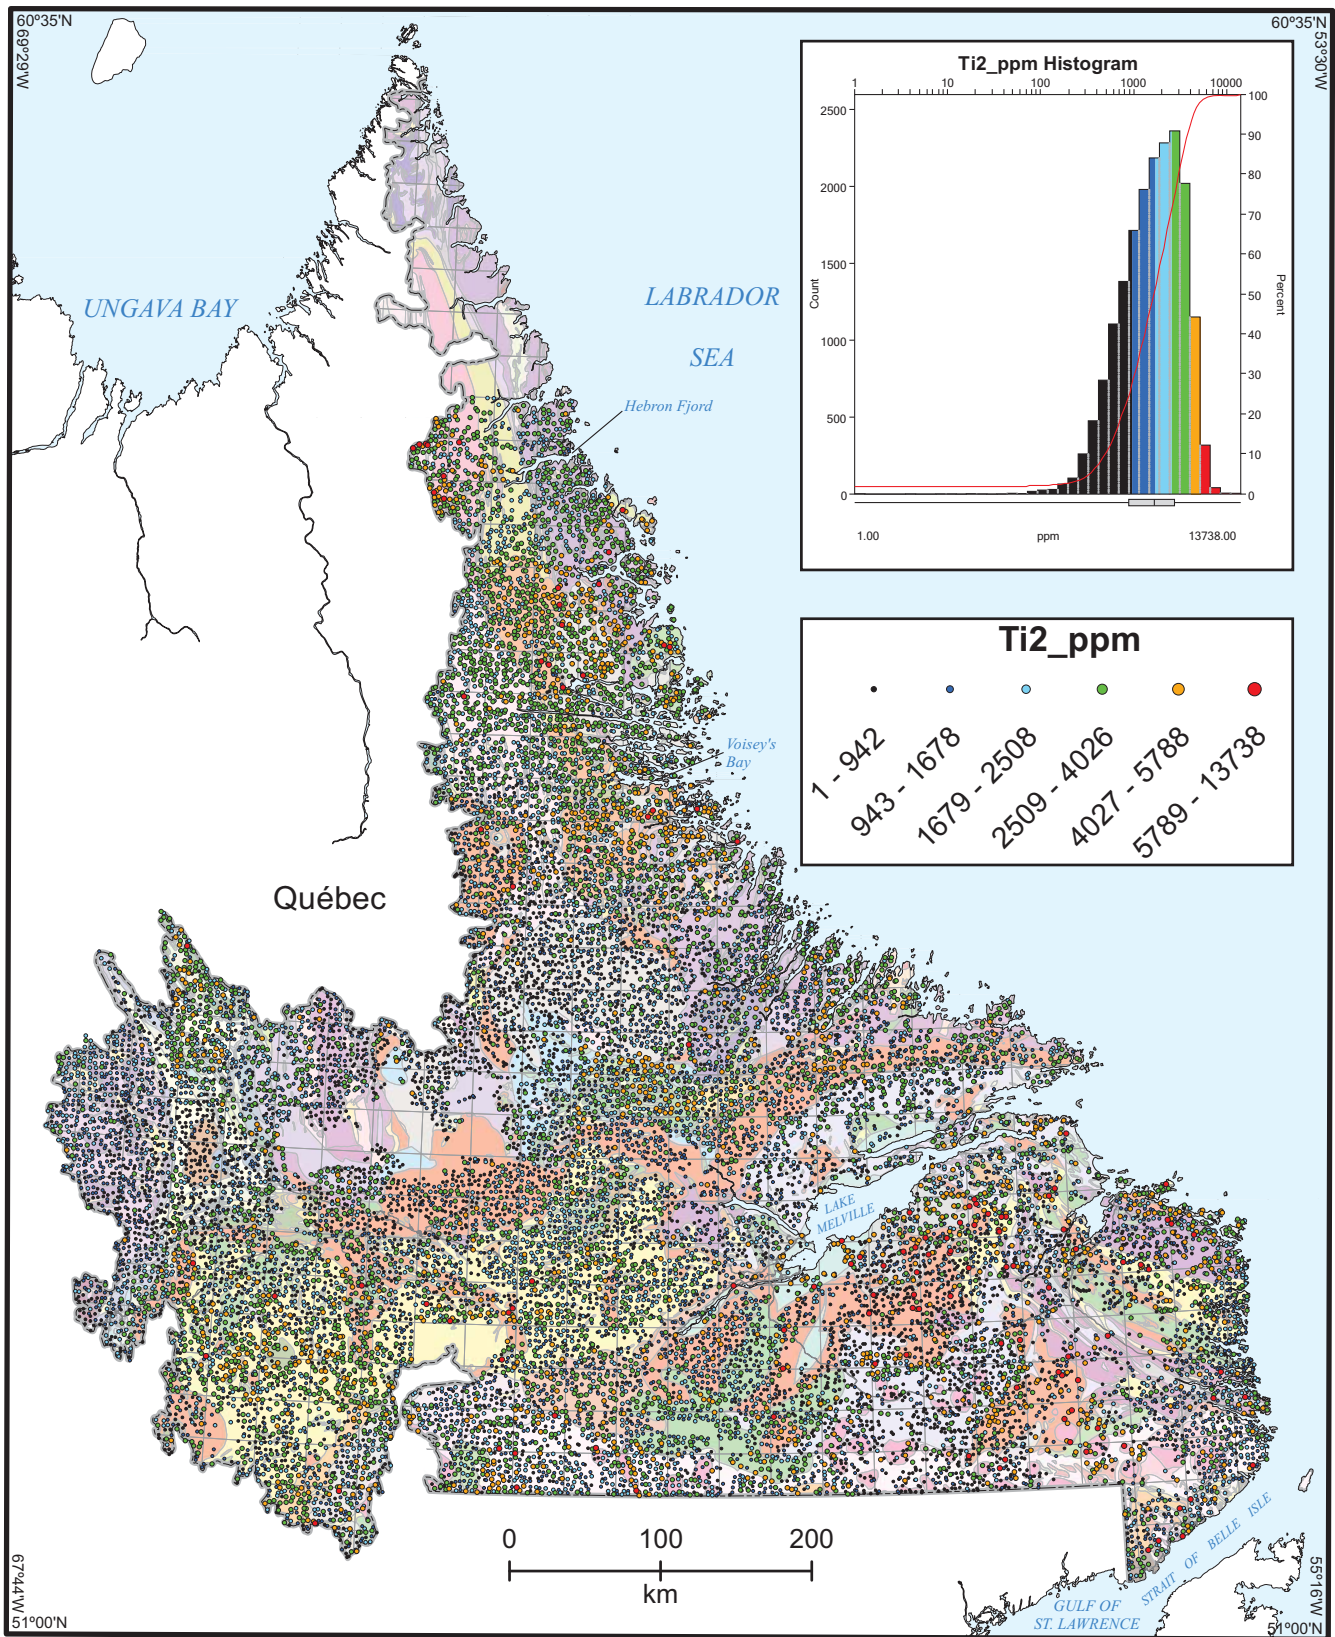 60°35'N
69°29'W
60°35'N
53°30'W
Ti2_ppm Histogram
1 10 100 1000 10000
2500
2000
1500
1000
500
0
Count
100
90
80
70
60
50
40
30
20
10
0
Percent
1.00 ppm 13738.00
UNGAVA BAY
LABRADOR
SEA
Hebron Fjord
Ti2_ppm
1 - 942
943 - 1678
1679 - 2508
2509 - 4026
4027 - 5788
5789 - 13738
Voisey's
Bay
Québec
LAKE
MELVILLE
0 100 200
km
STRAIT OF BELLE ISLE
GULF OF
ST. LAWRENCE
67°44'W
51°00'N
55°16'W
51°00'N